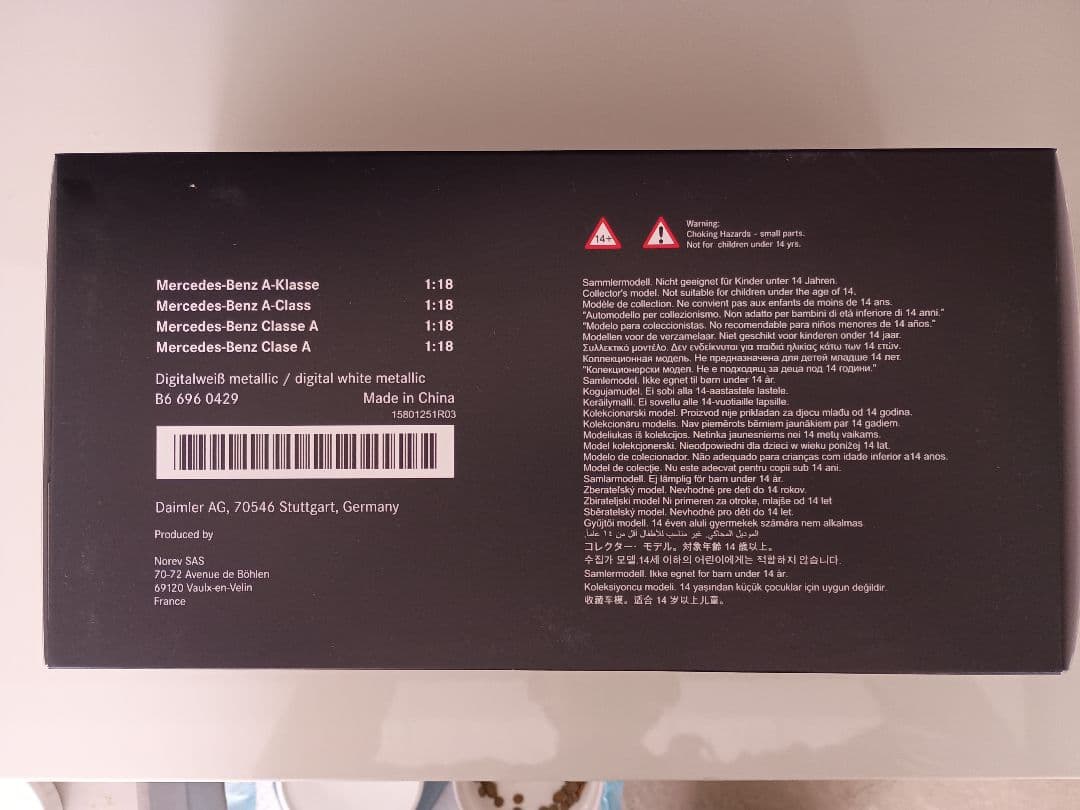 Mercedes-Benz A-Klasse 1:18
Mercedes-Benz A-Class 1:18
Mercedes-Benz Classe A 1:18
Mercedes-Benz Clase A 1:18
Digitalweiß metallic / digital white metallic
B6 696 0429 Made in China
15801251R03
Daimler AG, 70546 Stuttgart, Germany
Produced by
Norev SAS
70-72 Avenue de Böhlen
69120 Vaulx-en-Velin
France
14+
Warning:
Choking Hazards - small parts.
Not for children under 14 yrs.
Sammlermodell. Nicht geeignet für Kinder unter 14 Jahren.
Collector's model. Not suitable for children under the age of 14.
Modèle de collection. Ne convient pas aux enfants de moins de 14 ans.
"Automodello per collezionismo. Non adatto per bambini di età inferiore di 14 anni."
"Modelo para coleccionistas. No recomendable para niños menores de 14 años."
Modellen voor de verzamelaar. Niet geschikt voor kinderen onder 14 jaar.
Συλλεκτικό μοντέλο. Δεν ενδείκνυται για παιδιά ηλικίας κάτω των 14 ετών.
Коллекционная модель. Не предназначена для детей младше 14 лет.
"Колекционерски модел. Не е подходящ за деца под 14 години."
Samlemodel. Ikke egnet til børn under 14 år.
Kogujamudel. Ei sobi alla 14-aastastele lastele.
Keräilymalli. Ei sovellu alle 14-vuotiaille lapsille.
Kolekcionarski model. Proizvod nije prikladan za djecu mlađu od 14 godina.
Kolekcionāru modelis. Nav piemērots bērniem jaunākiem par 14 gadiem.
Modeliukas iš kolekcijos. Netinka jaunesniems nei 14 metų vaikams.
Model kolekcjonerski. Nieodpowiedni dla dzieci w wieku poniżej 14 lat.
Modelo de colecionador. Não adequado para crianças com idade inferior a14 anos.
Model de colecţie. Nu este adecvat pentru copii sub 14 ani.
Samlarmodell. Ej lämplig för barn under 14 år.
Zberateľský model. Nevhodné pre deti do 14 rokov.
Zbirateljski model Ni primeren za otroke, mlajše od 14 let
Sběratelský model. Nevhodné pro děti do 14 let.
Gyűjtői modell. 14 éven aluli gyermekek számára nem alkalmas
الموديل المحاكي. غير مناسب للأطفال أقل من ١٤ عاماً.
コレクター・モデル。対象年齢 14 歳以上。
수집가 모델.14세 이하의 어린이에게는 적합하지 않습니다.
Samlermodell. Ikke egnet for barn under 14 år.
Koleksiyoncu modeli. 14 yaşından küçük çocuklar için uygun değildir.
收藏车模。适合 14 岁以上儿童。